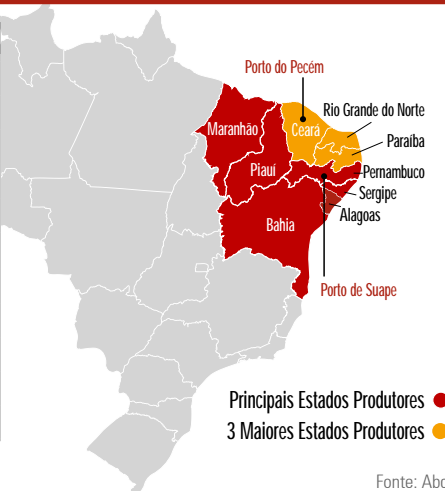 Porto do Pecém
Rio Grande do Norte
Maranhão
Ceará
Paraíba
Piauí
Pernambuco
Sergipe
Alagoas
Bahia
Porto de Suape
Principais Estados Produtores
3 Maiores Estados Produtores
Fonte: Abc